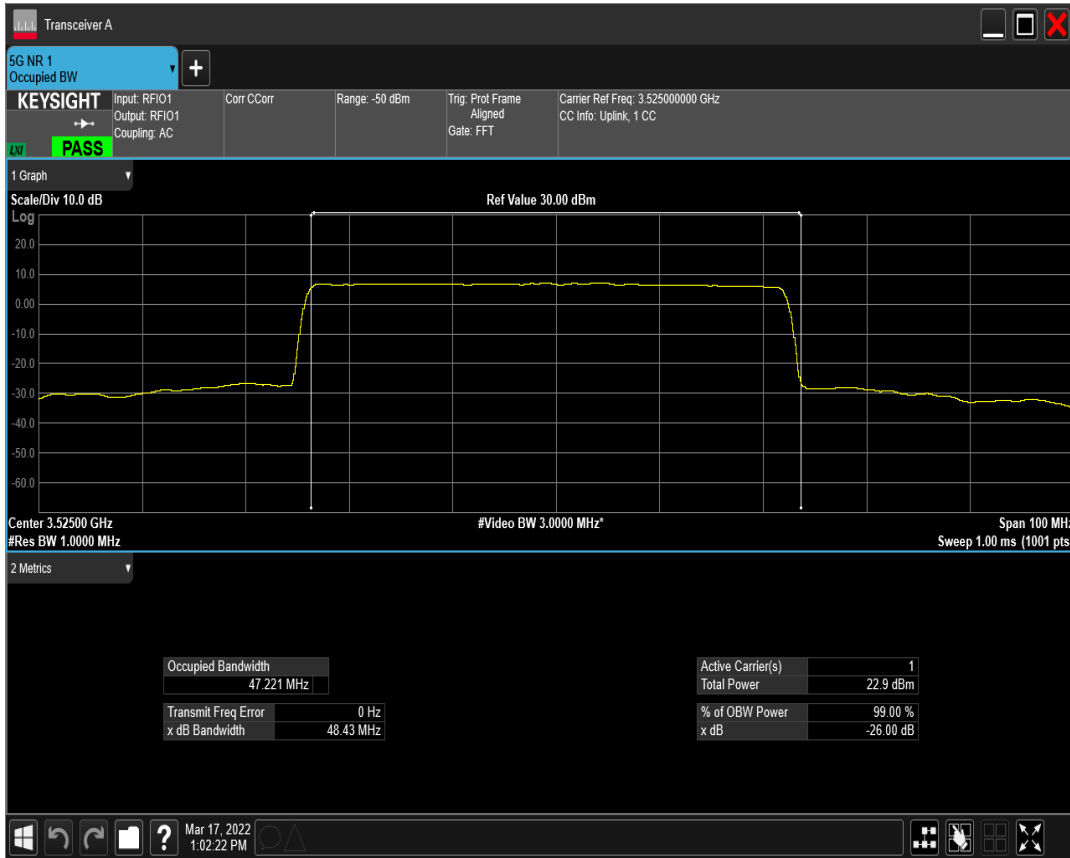 Transceiver A
5G NR 1
Occupied BW
KEYSIGHT
Input: RFIO1
Output: RFIO1
Coupling: AC
Corr CCorr
Range: -50 dBm
Trig: Prot Frame
Aligned
Gate: FFT
Carrier Ref Freq: 3.525000000 GHz
CC Info: Uplink, 1 CC
LXI
PASS
1 Graph
Scale/Div 10.0 dB
Ref Value 30.00 dBm
Log
20.0
10.0
0.00
-10.0
-20.0
-30.0
-40.0
-50.0
-60.0
Center 3.52500 GHz
#Video BW 3.0000 MHz*
Span 100 MHz
#Res BW 1.0000 MHz
Sweep 1.00 ms (1001 pts
2 Metrics
Occupied Bandwidth
47.221 MHz
Transmit Freq Error 0 Hz
x dB Bandwidth 48.43 MHz
Active Carrier(s) 1
Total Power 22.9 dBm
% of OBW Power 99.00 %
x dB -26.00 dB
?
Mar 17, 2022
1:02:22 PM